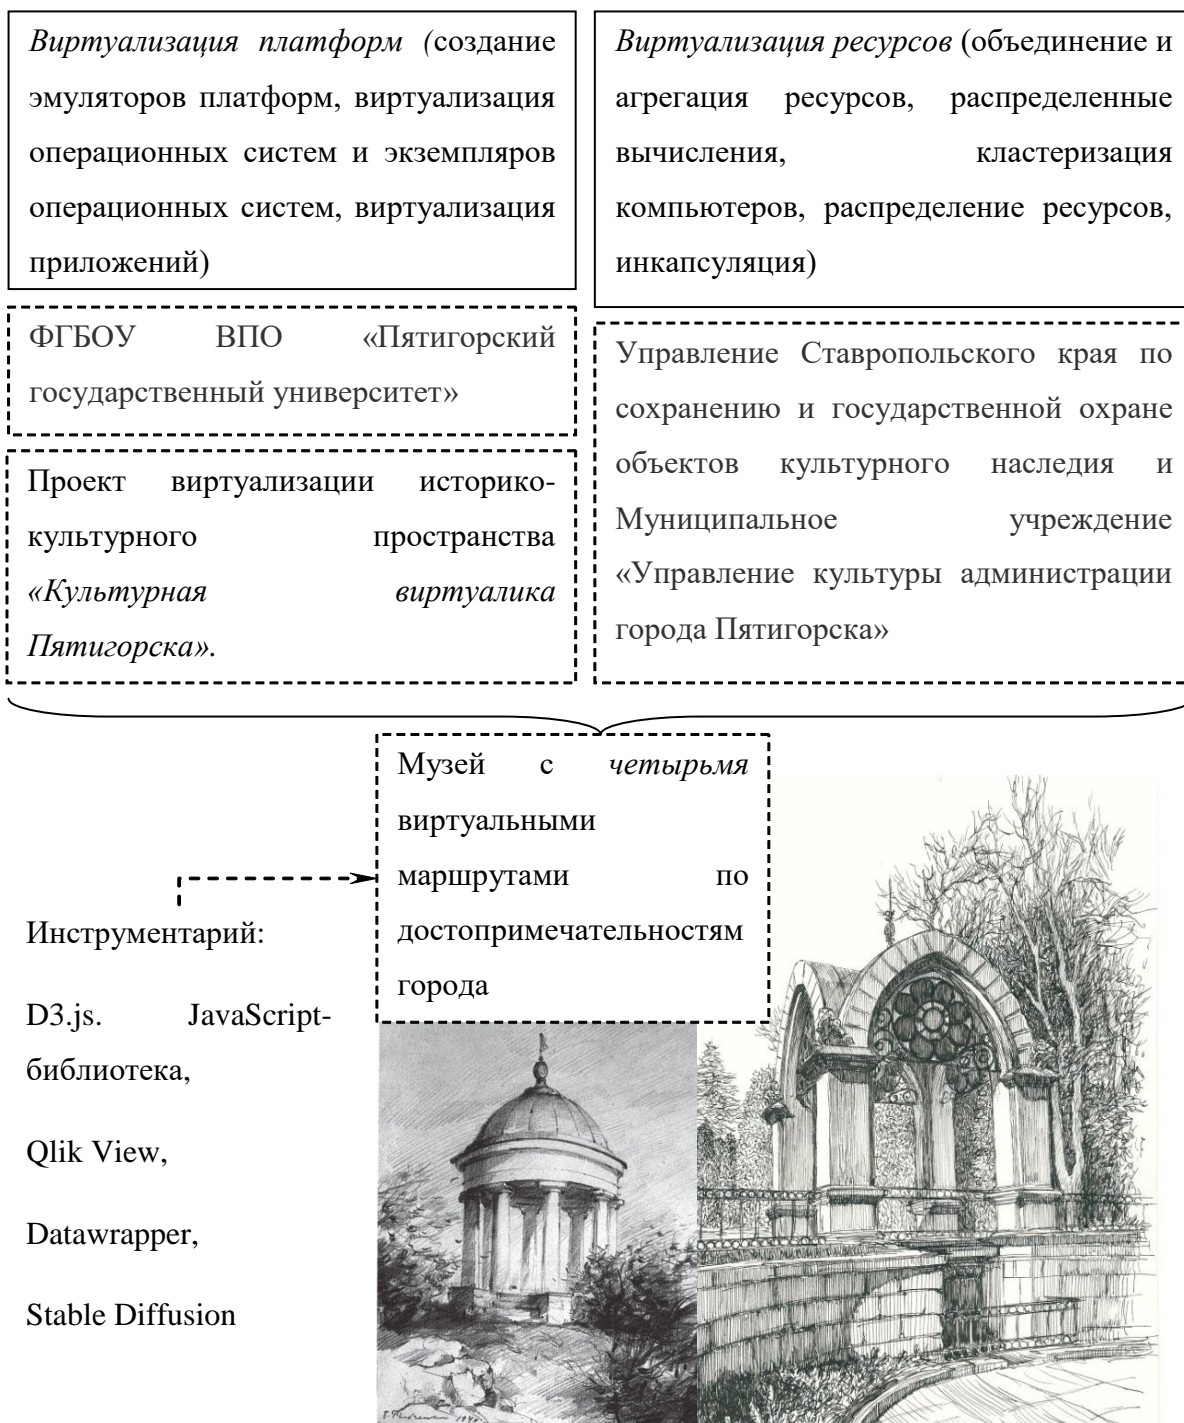 Виртуализация платформ (создание
эмуляторов платформ, виртуализация
операционных систем и экземпляров
операционных систем, виртуализация
приложений)
Виртуализация ресурсов (объединение и
агрегация ресурсов, распределенные
вычисления, кластеризация
компьютеров, распределение ресурсов,
инкапсуляция)
ФГБОУ ВПО «Пятигорский
государственный университет»
Управление Ставропольского края по
сохранению и государственной охране
объектов культурного наследия и
Муниципальное учреждение
«Управление культуры администрации
города Пятигорска»
Проект виртуализации историко-
культурного пространства
«Культурная виртуалика
Пятигорска».
Музей с четырьмя
виртуальными
маршрутами по
достопримечательностям
города
Инструментарий:
D3.js. JavaScript-
библиотека,
Qlik View,
Datawrapper,
Stable Diffusion